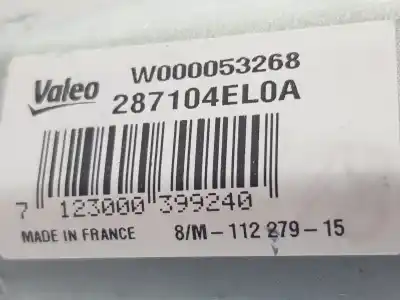 Valeo
W000053268
287104EL0A
7 123000 399240
MADE IN FRANCE 8/M-112 279-15